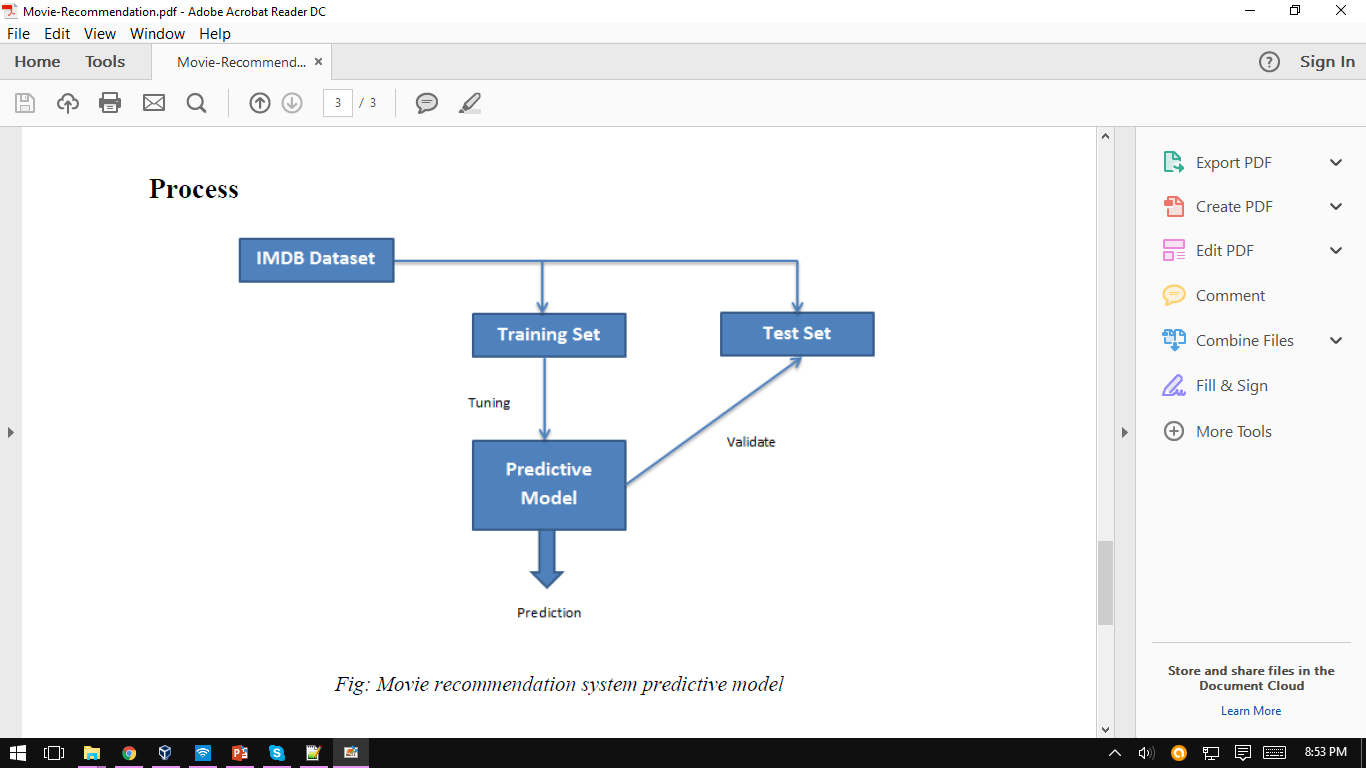 Movie-Recommendation.pdf - Adobe Acrobat Reader DC
File Edit View Window Help
Home Tools Movie-Recommend... × Sign In
3 / 3
Process
IMDB Dataset
Training Set
Test Set
Tuning
Validate
Predictive
Model
Prediction
Fig: Movie recommendation system predictive model
Export PDF
Create PDF
Edit PDF
Comment
Combine Files
Fill & Sign
More Tools
Store and share files in the
Document Cloud
Learn More
8:53 PM